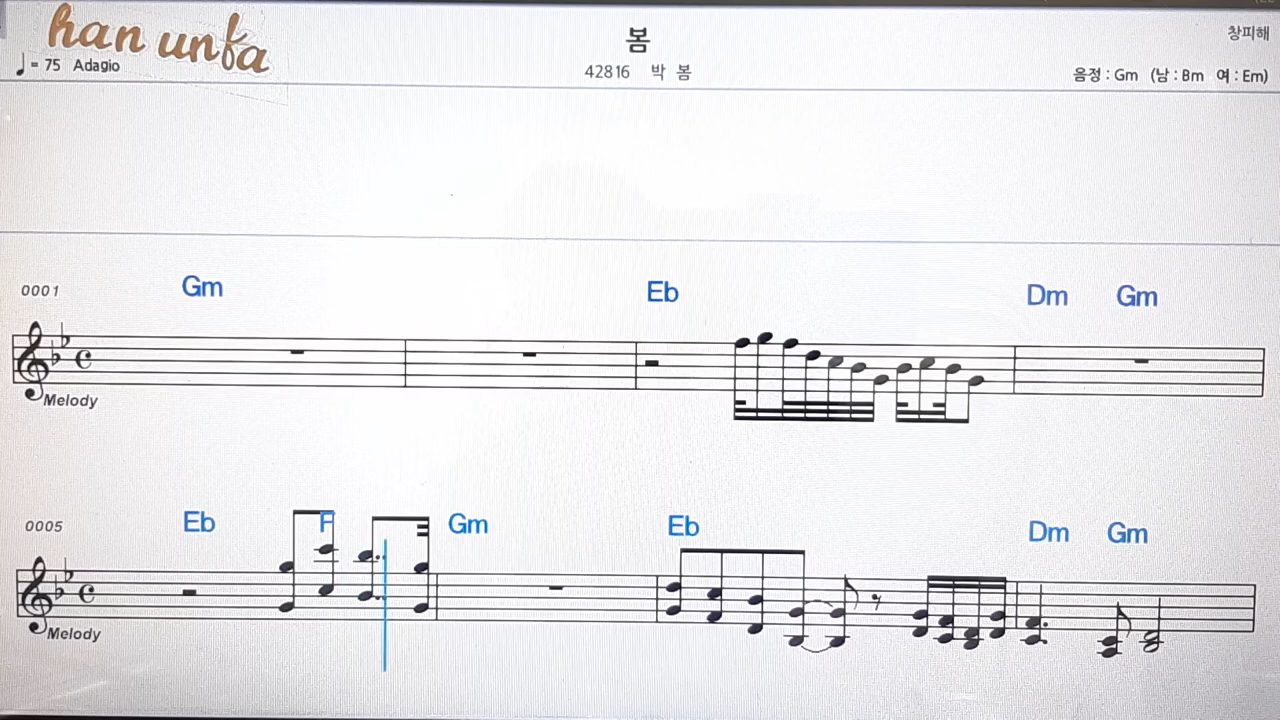 han unfa
봄
창피해
♩= 75 Adagio
42816 박 봄
음정 : Gm (남 : Bm 여 : Em)
0001 Gm Eb Dm Gm
Melody
0005 Eb F Gm Eb Dm Gm
Melody